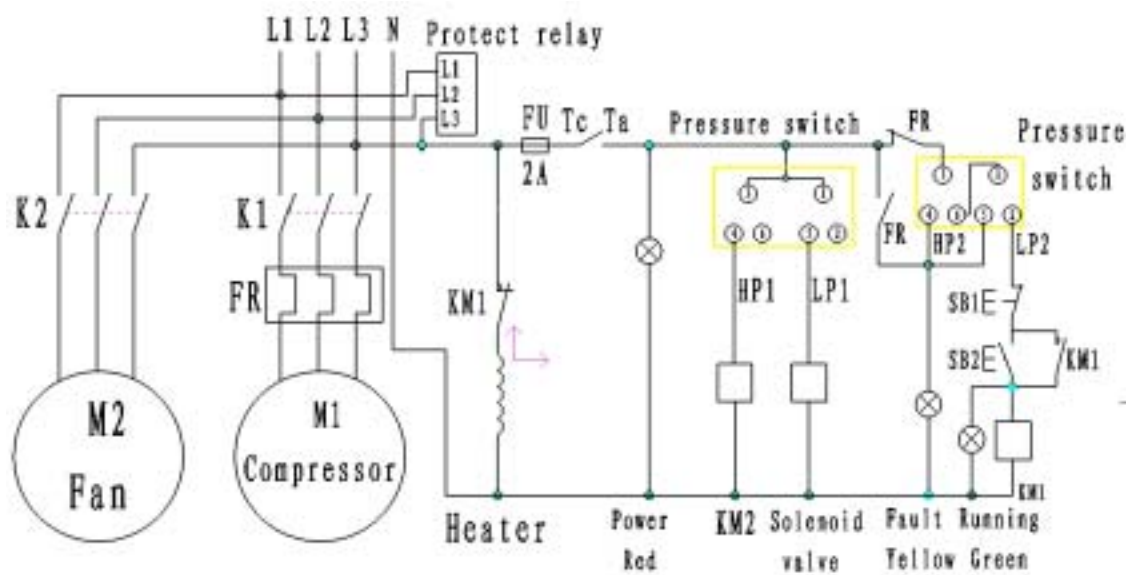 L1 L2 L3 N Protect relay
L1
L2
L3
FU Tc Ta Pressure switch FR Pressure
switch
2A
K2 K1
FR
FR
HP2 LP2
HP1 LP1
KM1
SB1
SB2 KM1
M2
Fan
M1
Compressor
KM1
Heater
Power
Red
KM2 Solenoid
valve
Fault Running
Yellow Green